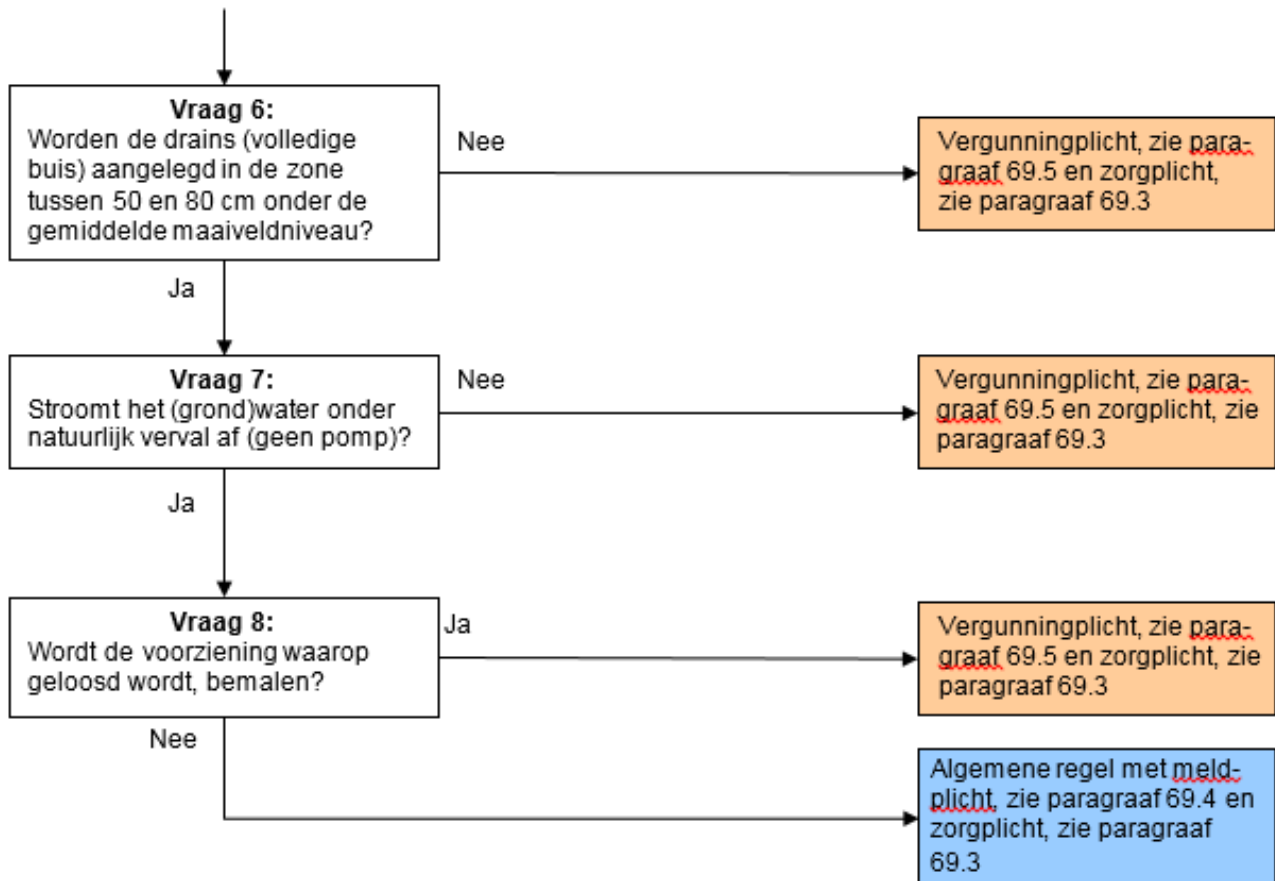 Vraag 6:
Worden de drains (volledige
buis) aangelegd in de zone
tussen 50 en 80 cm onder de
gemiddelde maaiveldniveau?
Nee
Vergunningplicht, zie para-
graaf 69.5 en zorgplicht,
zie paragraaf 69.3
Ja
Vraag 7:
Stroomt het (grond)water onder
natuurlijk verval af (geen pomp)?
Nee
Vergunningplicht, zie para-
graaf 69.5 en zorgplicht, zie
paragraaf 69.3
Ja
Vraag 8:
Wordt de voorziening waarop
geloosd wordt, bemalen?
Ja
Vergunningplicht, zie para-
graaf 69.5 en zorgplicht, zie
paragraaf 69.3
Nee
Algemene regel met meld-
plicht, zie paragraaf 69.4 en
zorgplicht, zie paragraaf
69.3